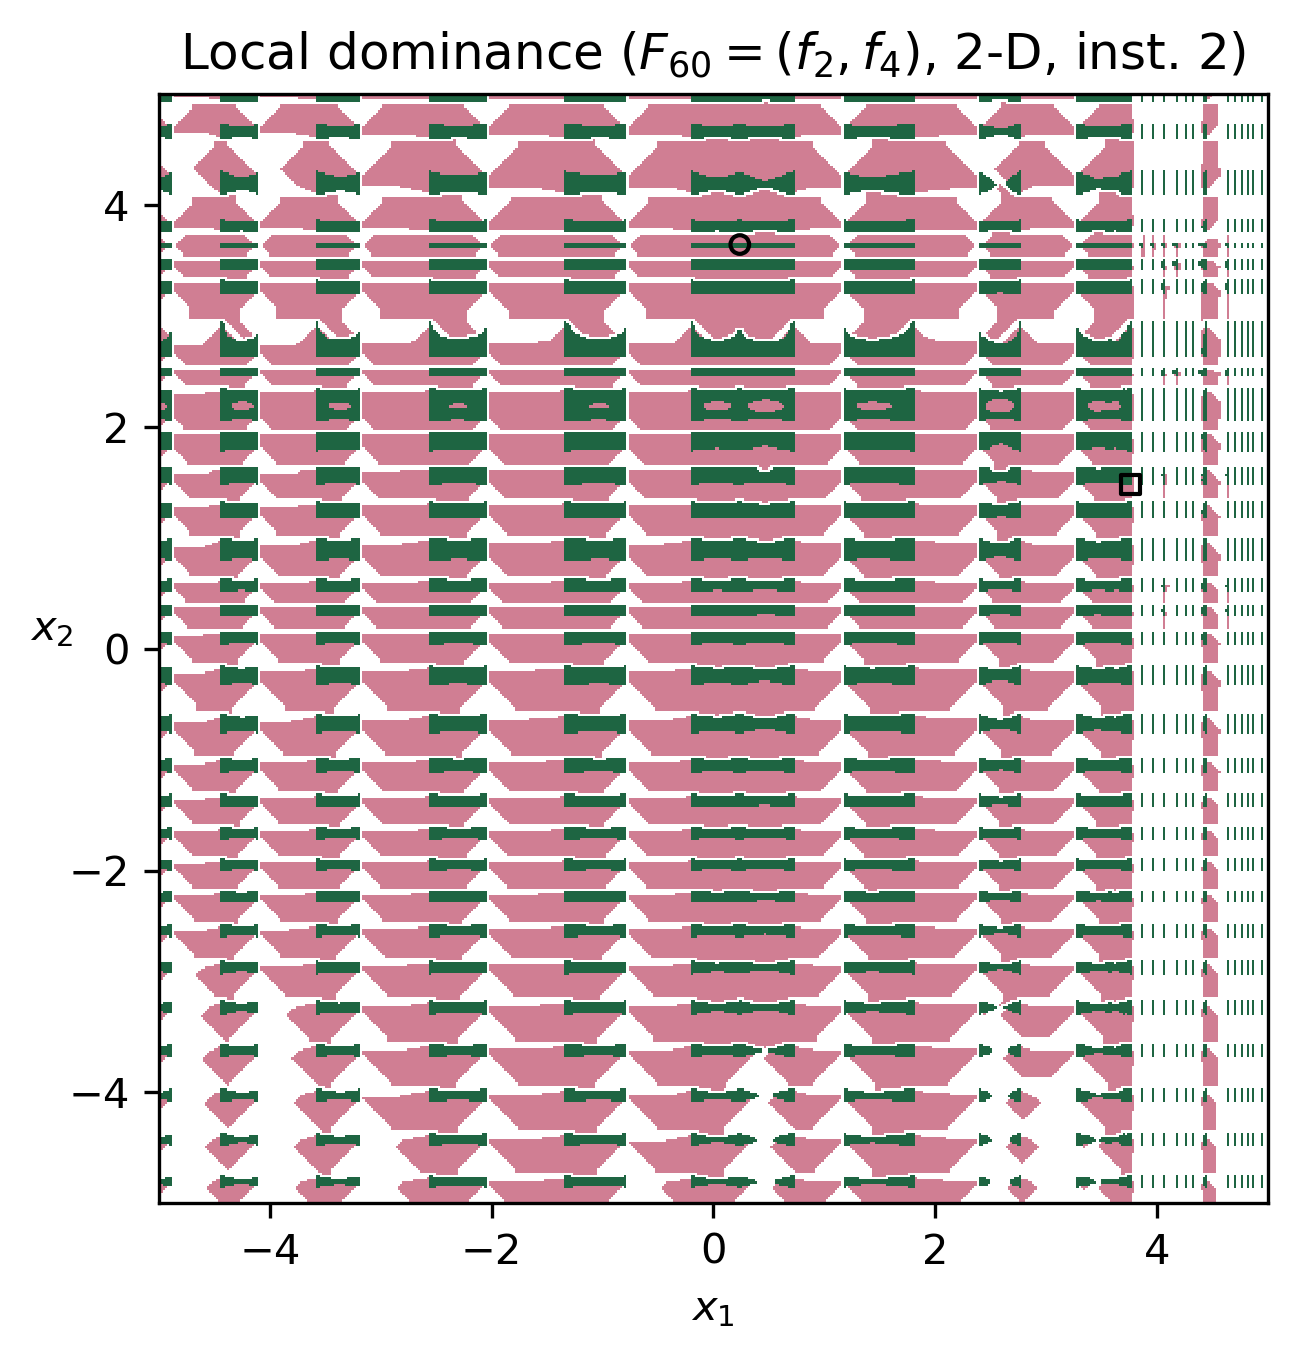 Local dominance (F₆₀ = (f₂, f₄), 2-D, inst. 2)
4
2
x₂ 0
−2
−4
−4 −2 0 2 4
x₁